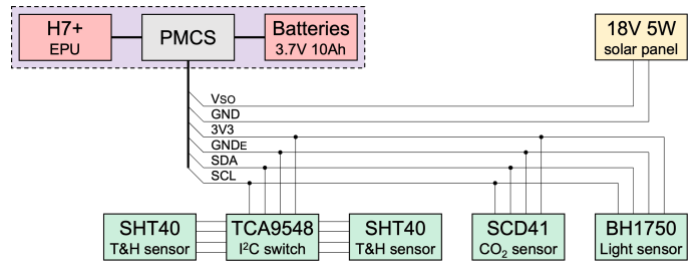 H7+
EPU
PMCS
Batteries
3.7V 10Ah
18V 5W
solar panel
VSO
GND
3V3
GNDE
SDA
SCL
SHT40
T&H sensor
TCA9548
I²C switch
SHT40
T&H sensor
SCD41
CO₂ sensor
BH1750
Light sensor